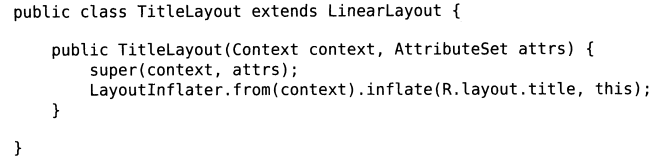 public class TitleLayout extends LinearLayout {
    public TitleLayout(Context context, AttributeSet attrs) {
        super(context, attrs);
        LayoutInflater.from(context).inflate(R.layout.title, this);
    }
}